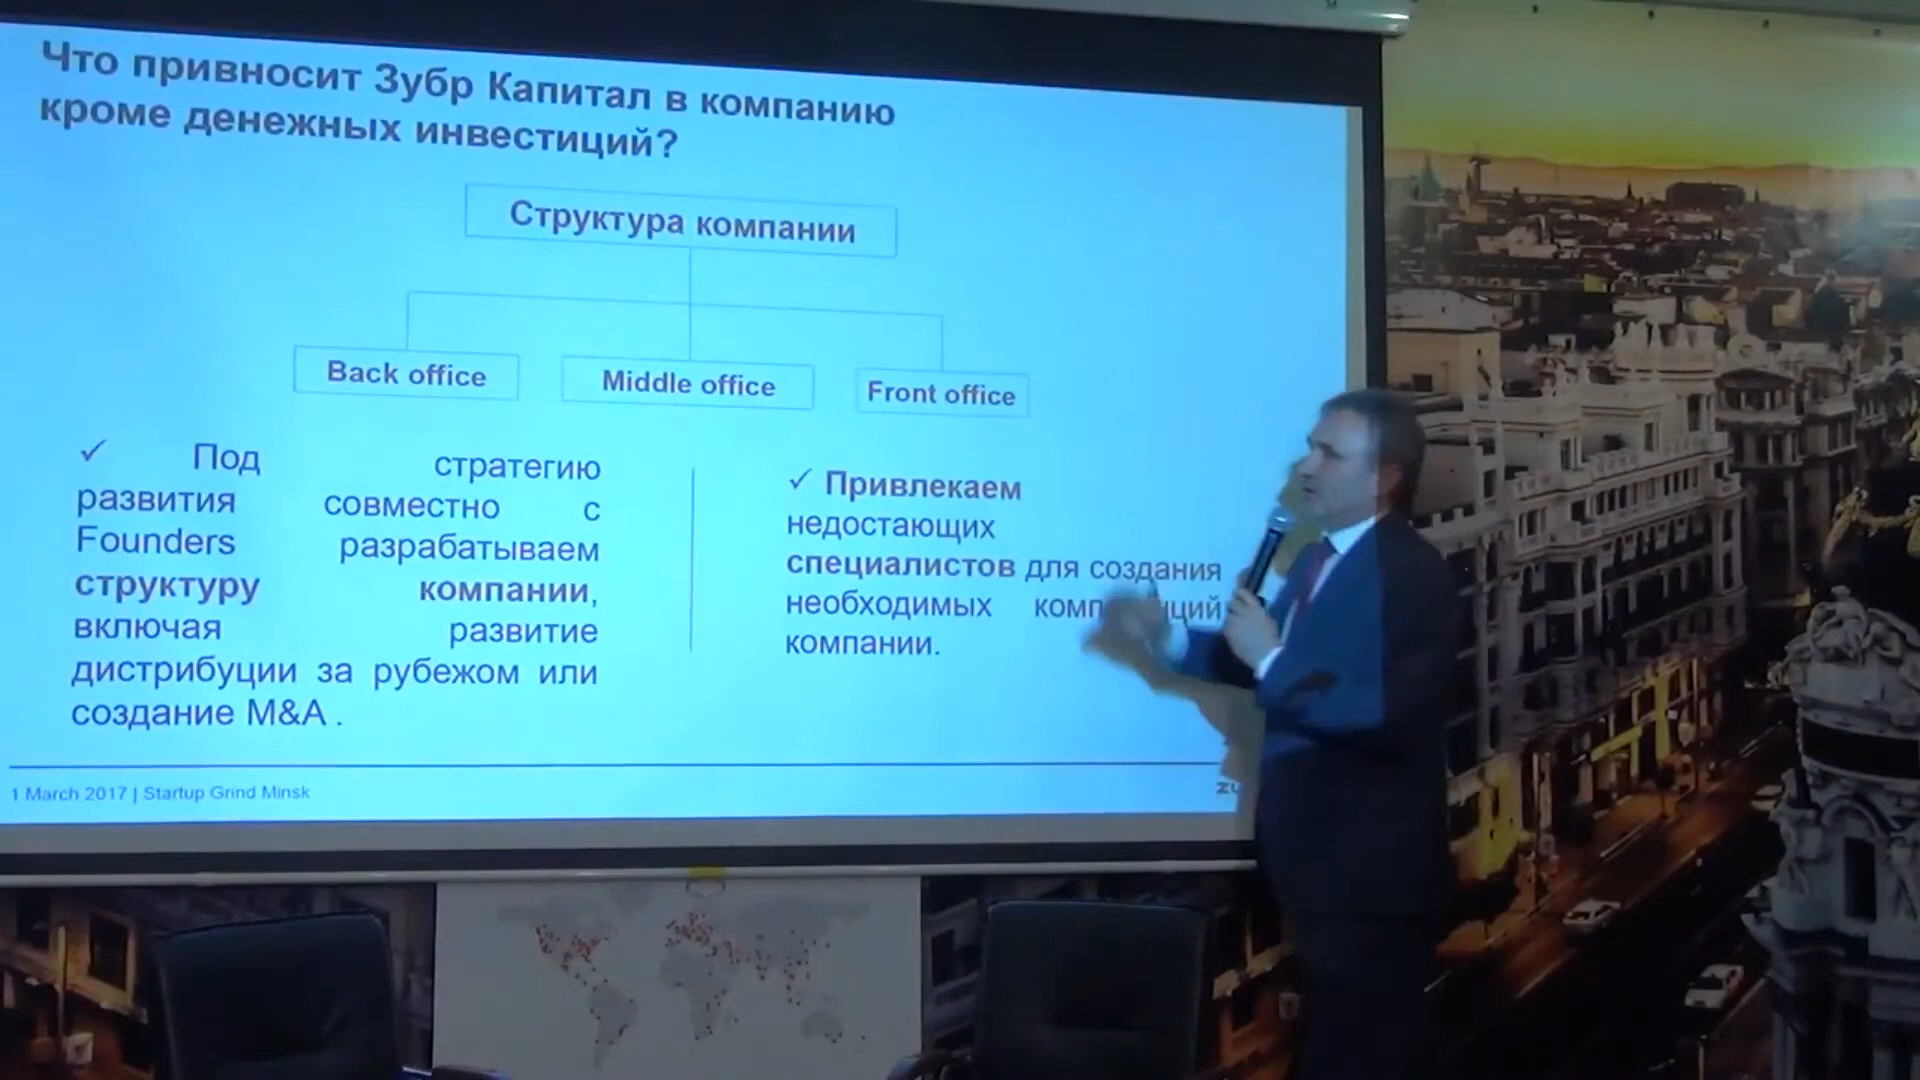 Что привносит Зубр Капитал в компанию
кроме денежных инвестиций?
Структура компании
Back office
Middle office
Front office
✓ Под стратегию
развития совместно с
Founders разрабатываем
структуру компании,
включая развитие
дистрибуции за рубежом или
создание M&A .
✓ Привлекаем
недостающих
специалистов для создания
необходимых
компании.
1 March 2017 | Startup Grind Minsk